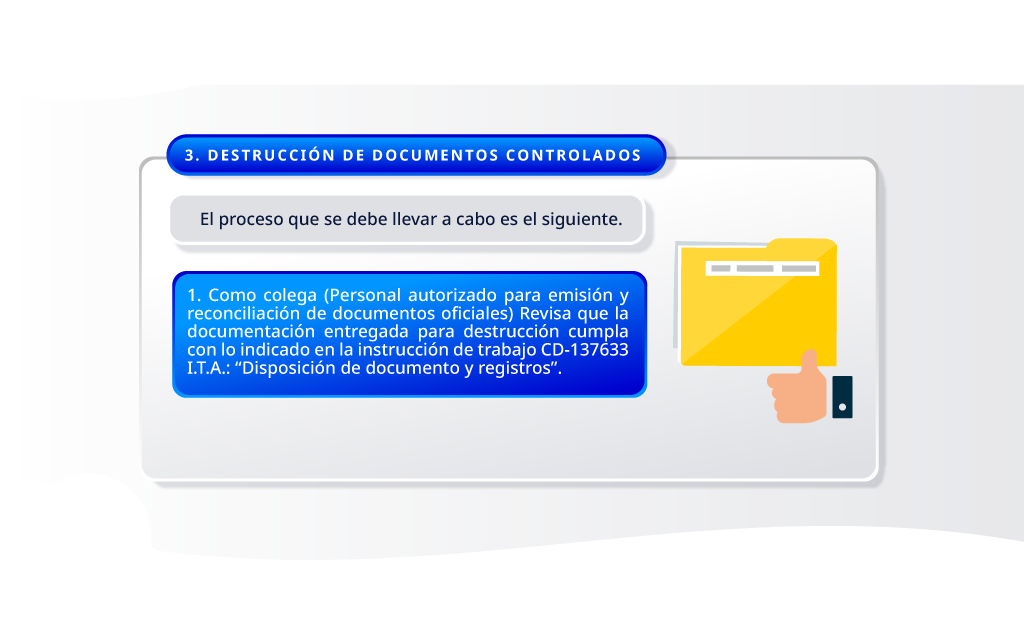 3. DESTRUCCIÓN DE DOCUMENTOS CONTROLADOS
El proceso que se debe llevar a cabo es el siguiente.
1. Como colega (Personal autorizado para emisión y
reconciliación de documentos oficiales) Revisa que la
documentación entregada para destrucción cumpla
con lo indicado en la instrucción de trabajo CD-137633
I.T.A.: “Disposición de documento y registros”.